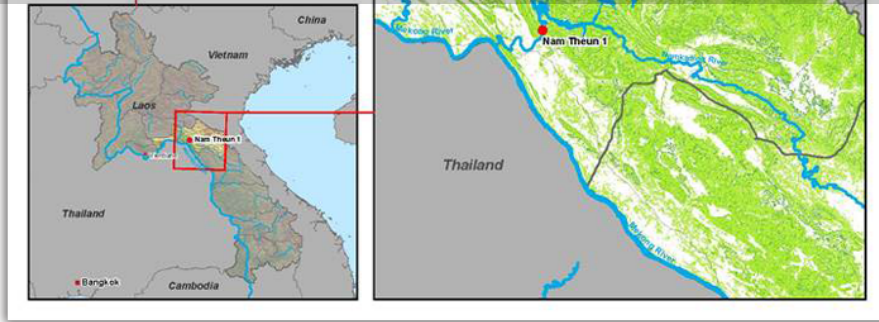 China
Vietnam
Laos
Nam Theun 1
Thailand
Bangkok
Cambodia
Mekong River
Nam Theun 1
Thailand
Mekong River